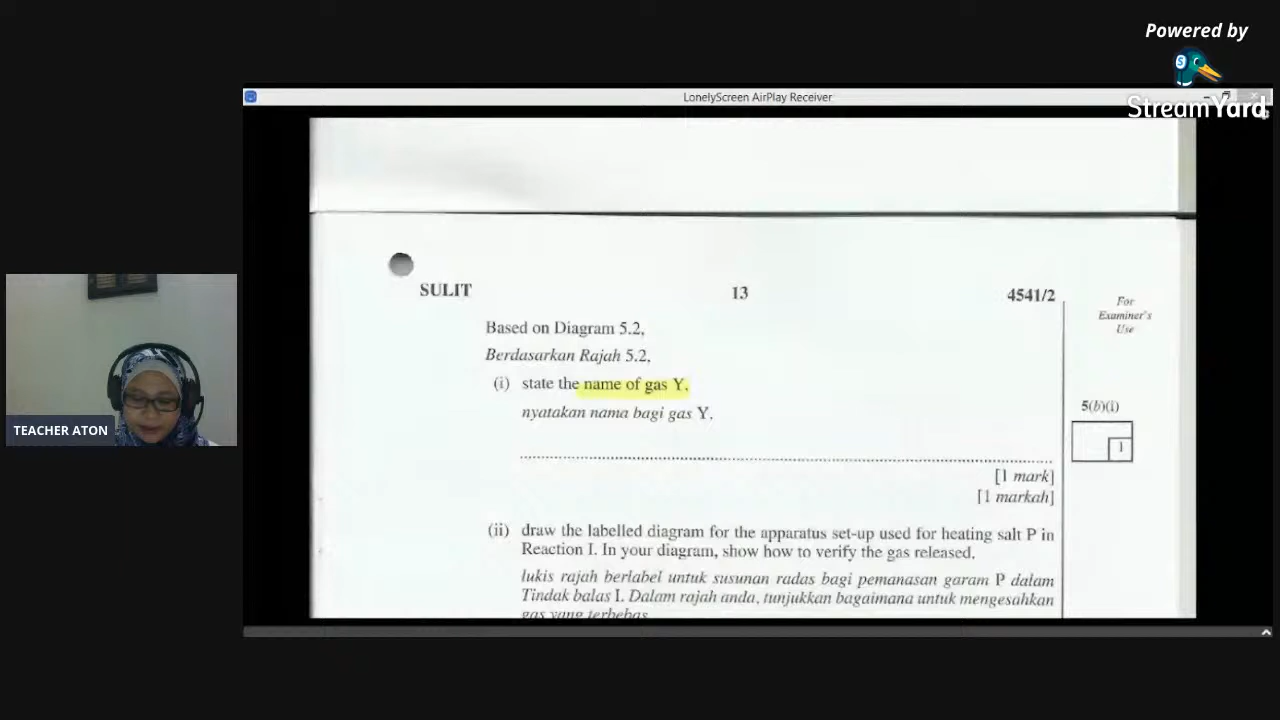 Powered by
StreamYard
LonelyScreen AirPlay Receiver
SULIT
13
4541/2
For
Examiner's
Use
Based on Diagram 5.2,
Berdasarkan Rajah 5.2,
(i) state the name of gas Y.
nyatakan nama bagi gas Y.
5(b)(i)
1
[1 mark]
[1 markah]
TEACHER ATON
(ii) draw the labelled diagram for the apparatus set-up used for heating salt P in
Reaction I. In your diagram, show how to verify the gas released.
lukis rajah berlabel untuk susunan radas bagi pemanasan garam P dalam
Tindak balas I. Dalam rajah anda, tunjukkan bagaimana untuk mengesahkan
gas yang terbebas